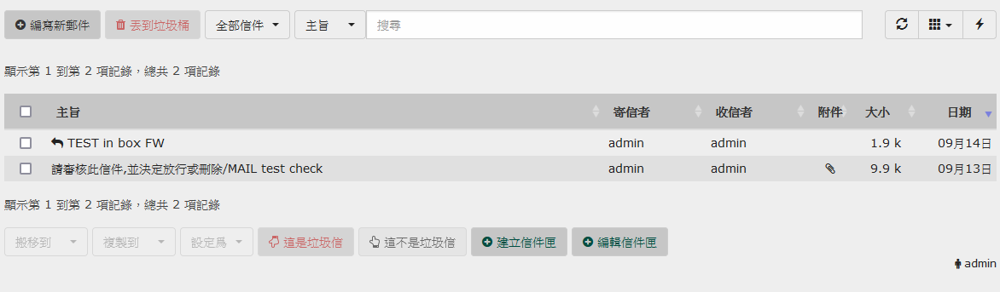 編寫新郵件 丟到垃圾桶 全部信件 主旨 搜尋
顯示第 1 到第 2 項記錄，總共 2 項記錄
主旨 寄信者 收信者 附件 大小 日期
TEST in box FW admin admin 1.9 k 09月14日
請審核此信件,並決定放行或刪除/MAIL test check admin admin 9.9 k 09月13日
顯示第 1 到第 2 項記錄，總共 2 項記錄
搬移到 複製到 設定爲 這是垃圾信 這不是垃圾信 建立信件匣 編輯信件匣
admin